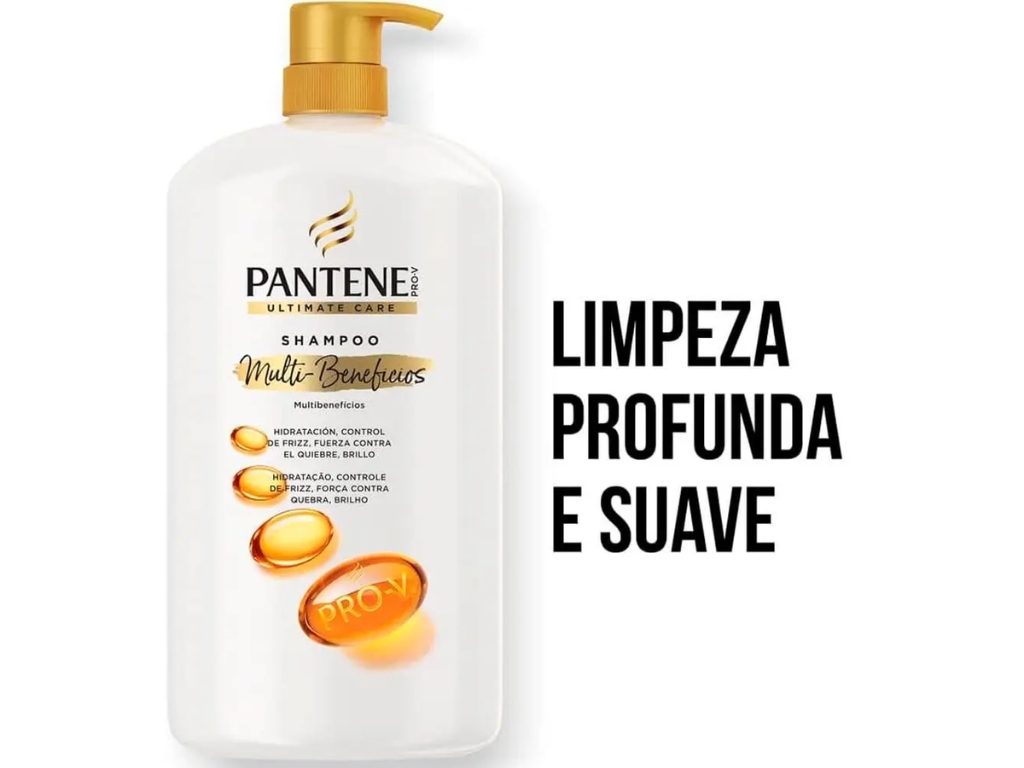 PANTENE
PRO-V
ULTIMATE CARE
SHAMPOO
Multi-Beneficios
Multibenefícios
HIDRATACIÓN, CONTROL
DE FRIZZ, FUERZA CONTRA
EL QUIEBRE, BRILLO
HIDRATAÇÃO, CONTROLE
DE FRIZZ, FORÇA CONTRA
QUEBRA, BRILHO
PRO-V
LIMPEZA
PROFUNDA
E SUAVE